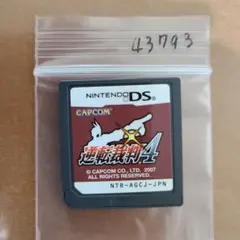 43793
NINTENDO DS
CAPCOM
逆転裁判4
© CAPCOM CO., LTD. 2007
ALL RIGHTS RESERVED.
NTR-AGCJ-JPN